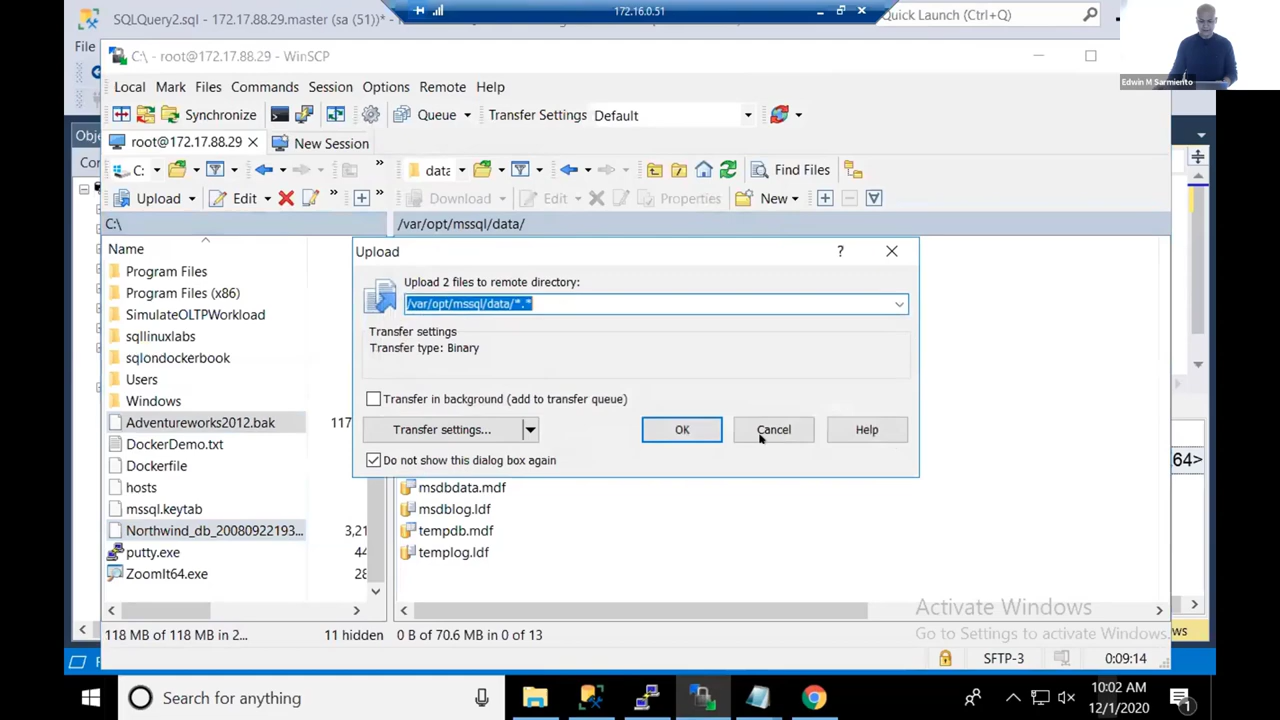 SQLQuery2.sql - 172.17.88.29.master (sa (51))*
172.16.0.51
Quick Launch (Ctrl+Q)
Edwin M Sarmiento
File
C:\ - root@172.17.88.29 - WinSCP
Local Mark Files Commands Session Options Remote Help
Synchronize
Queue
Transfer Settings Default
root@172.17.88.29
New Session
Obje
C:
data
Find Files
Con
Upload
Edit
Download
Edit
Properties
New
C:\
/var/opt/mssql/data/
Name
Program Files
Program Files (x86)
SimulateOLTPWorkload
sqllinuxlabs
sqlondockerbook
Users
Windows
Adventureworks2012.bak 117
DockerDemo.txt
Dockerfile
hosts
mssql.keytab
Northwind_db_20080922193... 3,21
putty.exe 44
ZoomIt64.exe 28
Upload
?
Upload 2 files to remote directory:
/var/opt/mssql/data/*.*
Transfer settings
Transfer type: Binary
Transfer in background (add to transfer queue)
Transfer settings...
OK
Cancel
Help
Do not show this dialog box again
64>
msdbdata.mdf
msdblog.ldf
tempdb.mdf
templog.ldf
Activate Windows
Go to Settings to activate Windows.
ws
118 MB of 118 MB in 2...
11 hidden
0 B of 70.6 MB in 0 of 13
SFTP-3
0:09:14
Search for anything
10:02 AM
12/1/2020
1